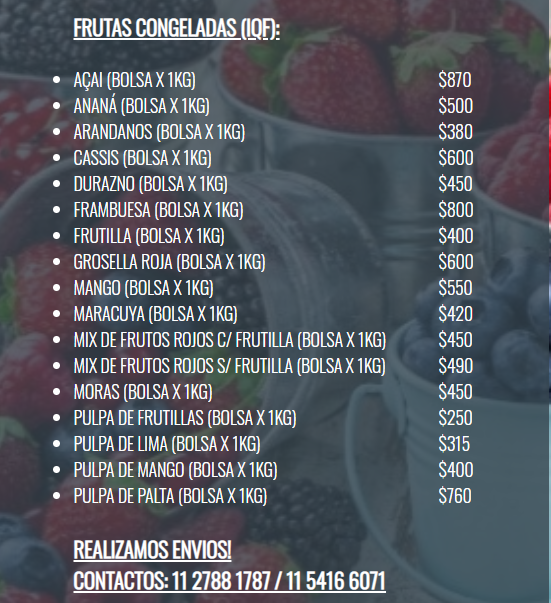 FRUTAS CONGELADAS (IQF):
• AÇAI (BOLSA X 1KG) $870
• ANANÁ (BOLSA X 1KG) $500
• ARANDANOS (BOLSA X 1KG) $380
• CASSIS (BOLSA X 1KG) $600
• DURAZNO (BOLSA X 1KG) $450
• FRAMBUESA (BOLSA X 1KG) $800
• FRUTILLA (BOLSA X 1KG) $400
• GROSELLA ROJA (BOLSA X 1KG) $600
• MANGO (BOLSA X 1KG) $550
• MARACUYA (BOLSA X 1KG) $420
• MIX DE FRUTOS ROJOS C/ FRUTILLA (BOLSA X 1KG) $450
• MIX DE FRUTOS ROJOS S/ FRUTILLA (BOLSA X 1KG) $490
• MORAS (BOLSA X 1KG) $450
• PULPA DE FRUTILLAS (BOLSA X 1KG) $250
• PULPA DE LIMA (BOLSA X 1KG) $315
• PULPA DE MANGO (BOLSA X 1KG) $400
• PULPA DE PALTA (BOLSA X 1KG) $760
REALIZAMOS ENVIOS!
CONTACTOS: 11 2788 1787 / 11 5416 6071